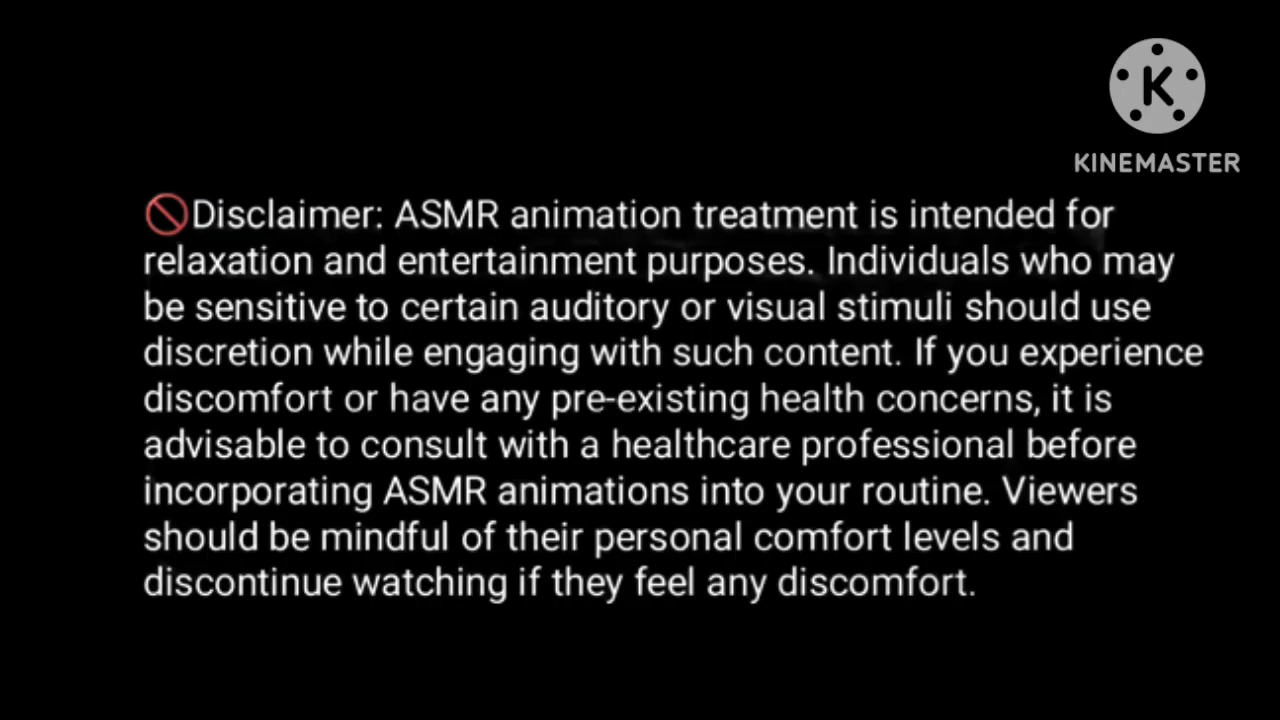 K
KINEMASTER
🚫Disclaimer: ASMR animation treatment is intended for
relaxation and entertainment purposes. Individuals who may
be sensitive to certain auditory or visual stimuli should use
discretion while engaging with such content. If you experience
discomfort or have any pre-existing health concerns, it is
advisable to consult with a healthcare professional before
incorporating ASMR animations into your routine. Viewers
should be mindful of their personal comfort levels and
discontinue watching if they feel any discomfort.